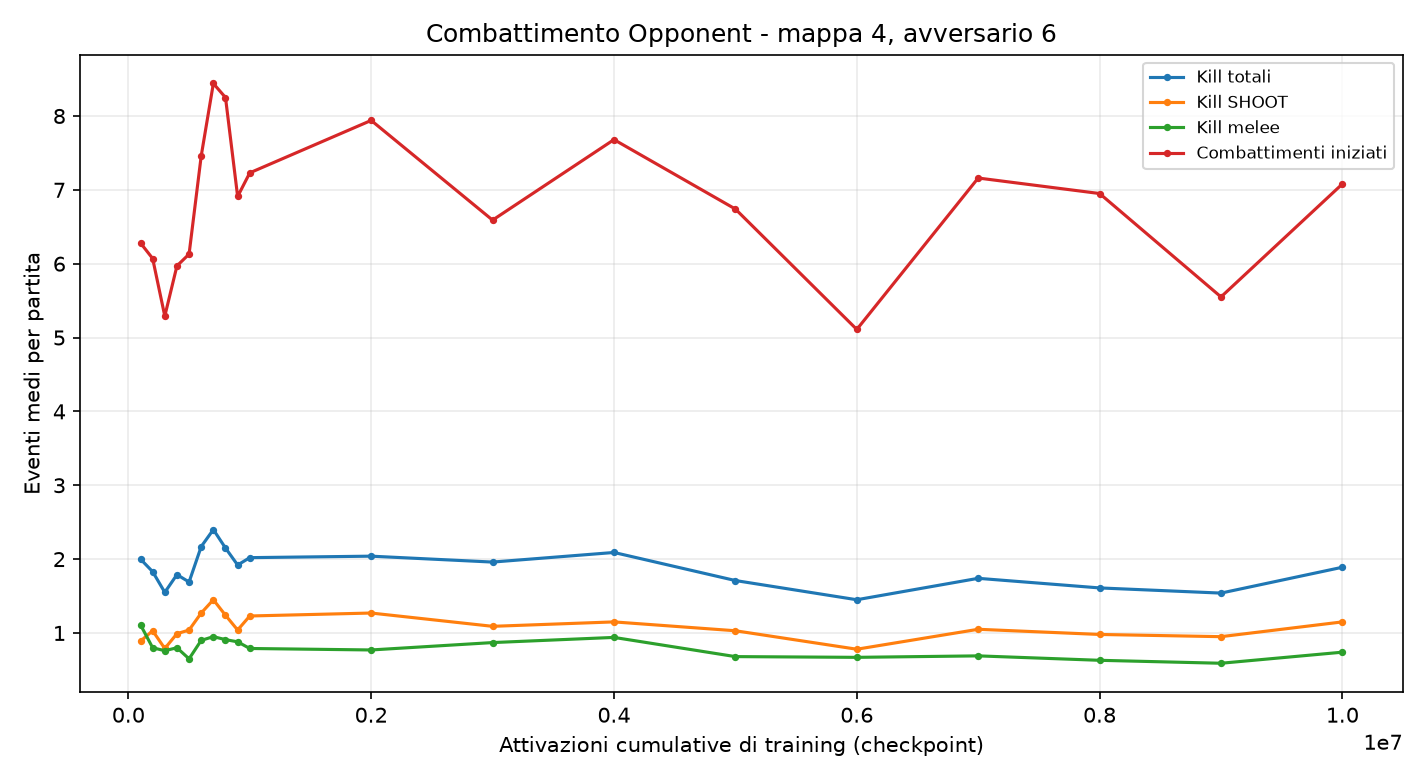 Combattimento Opponent - mappa 4, avversario 6
Kill totali
Kill SHOOT
Kill melee
Combattimenti iniziati
Eventi medi per partita
8
7
6
5
4
3
2
1
0.0 0.2 0.4 0.6 0.8 1.0
1e7
Attivazioni cumulative di training (checkpoint)